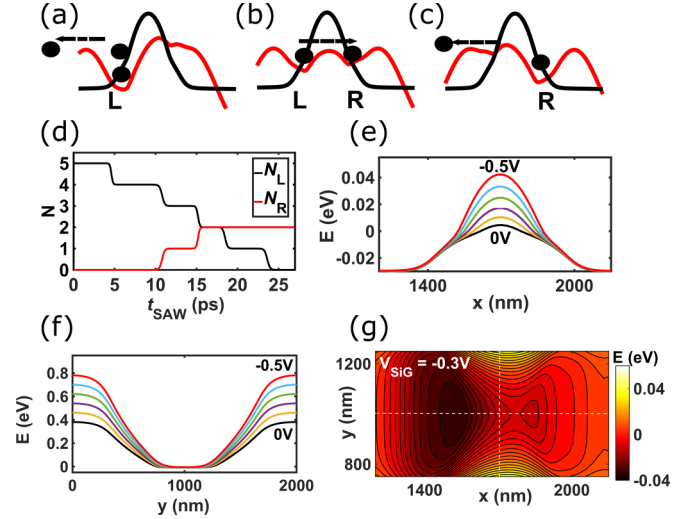 (a) (b) (c)
L L R R
(d) (e)
5 4 3 2 1 0
N
N_L
N_R
0 5 10 15 20 25
t_SAW (ps)
0.04 0.02 0 -0.02
E (eV)
-0.5V
0V
1400 2000
x (nm)
(f) (g)
0.8 0.6 0.4 0.2 0
E (eV)
-0.5V
0V
0 1000 2000
y (nm)
V_SiG = -0.3V
1200 800
y (nm)
1400 2000
x (nm)
E (eV)
0.04
0
-0.04